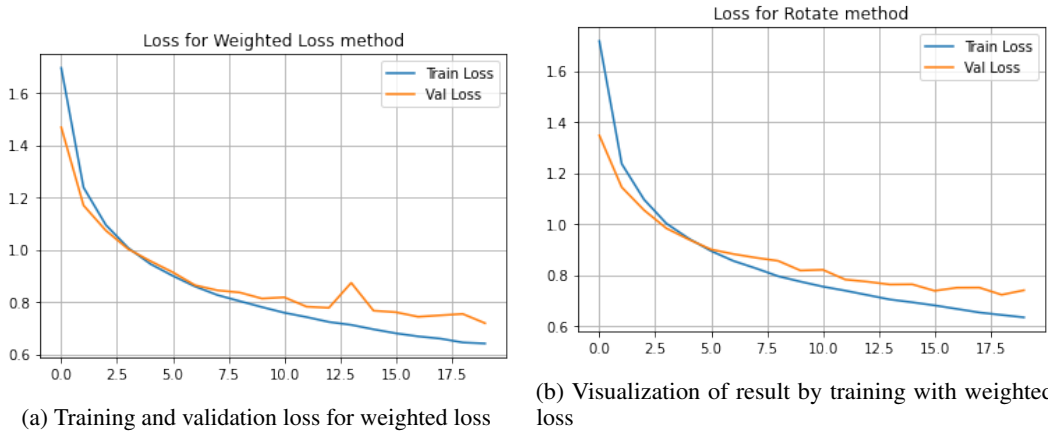 Loss for Weighted Loss method
Train Loss
Val Loss
1.6
1.4
1.2
1.0
0.8
0.6
0.0 2.5 5.0 7.5 10.0 12.5 15.0 17.5
(a) Training and validation loss for weighted loss
Loss for Rotate method
Train Loss
Val Loss
1.6
1.4
1.2
1.0
0.8
0.6
0.0 2.5 5.0 7.5 10.0 12.5 15.0 17.5
(b) Visualization of result by training with weighted
loss